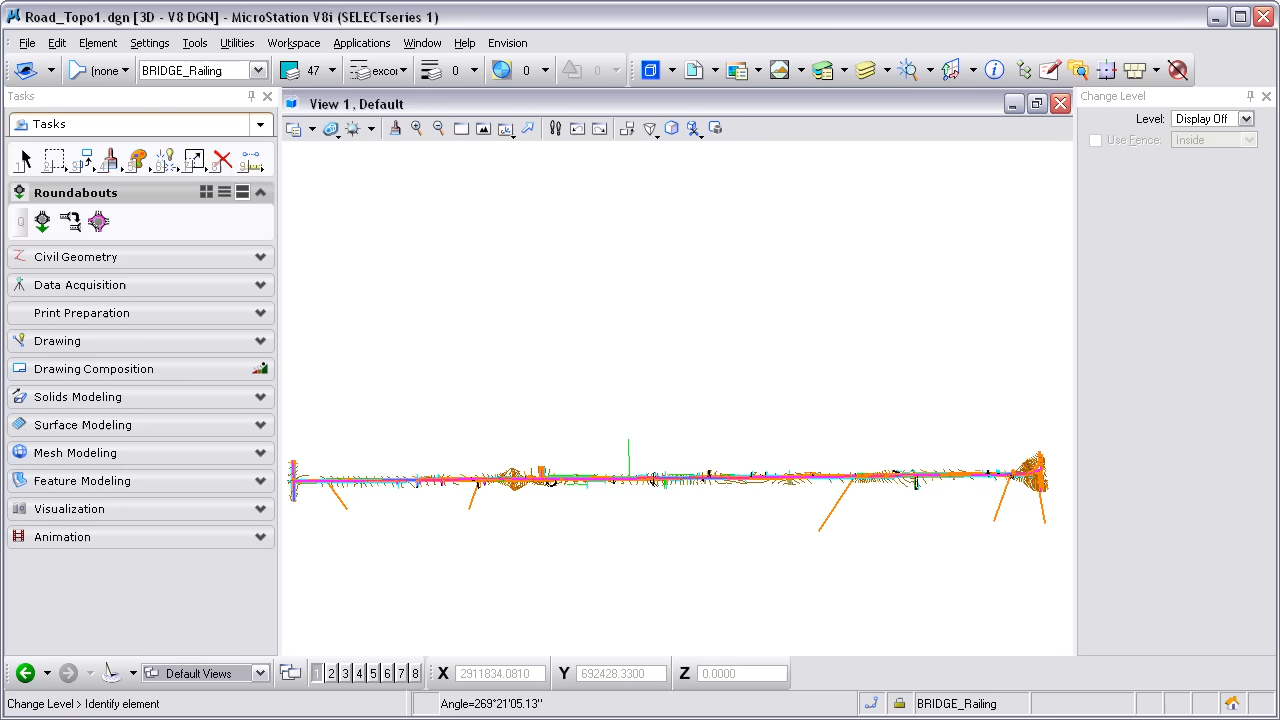 Road_Topo1.dgn [3D - V8 DGN] - MicroStation V8i (SELECTseries 1)
File Edit Element Settings Tools Utilities Workspace Applications Window Help Envision
(none BRIDGE_Railing 47 excor 0 0 0
Tasks
View 1, Default
Change Level
Tasks
Level: Display Off
Use Fence: Inside
Roundabouts
Q
Civil Geometry
Data Acquisition
Print Preparation
Drawing
Drawing Composition
Solids Modeling
Surface Modeling
Mesh Modeling
Feature Modeling
Visualization
Animation
Default Views 1 2 3 4 5 6 7 8 X 2911834.0810 Y 692428.3300 Z 0.0000
Change Level > Identify element Angle=269°21'05.13" BRIDGE_Railing